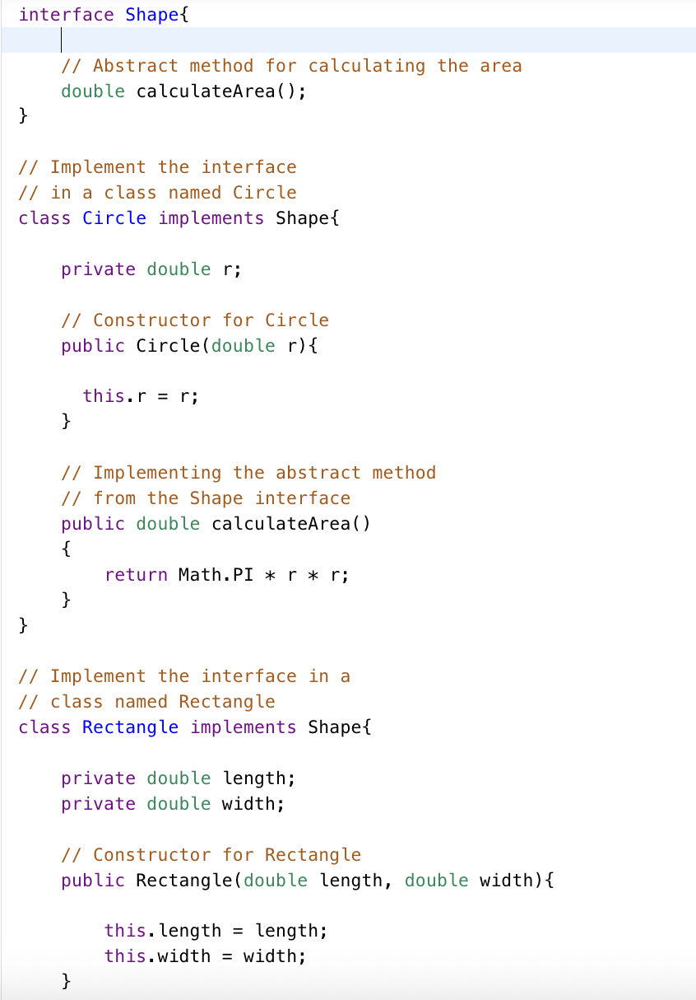 interface Shape{
// Abstract method for calculating the area
double calculateArea();
}
// Implement the interface
// in a class named Circle
class Circle implements Shape{
private double r;
// Constructor for Circle
public Circle(double r){
this.r = r;
}
// Implementing the abstract method
// from the Shape interface
public double calculateArea()
{
return Math.PI * r * r;
}
}
// Implement the interface in a
// class named Rectangle
class Rectangle implements Shape{
private double length;
private double width;
// Constructor for Rectangle
public Rectangle(double length, double width){
this.length = length;
this.width = width;
}